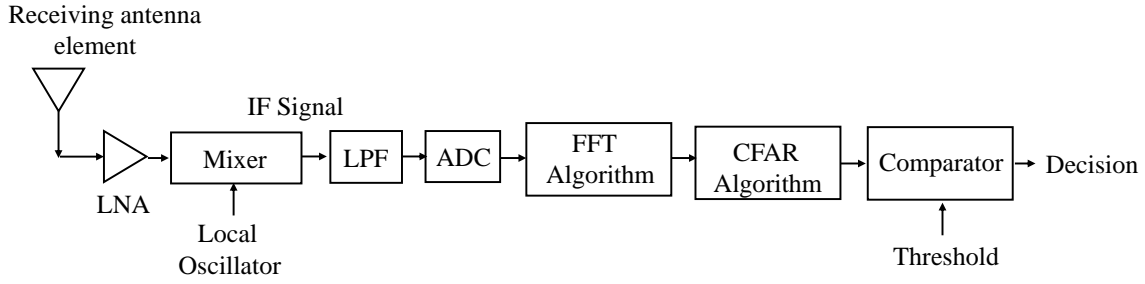 Receiving antenna
element
IF Signal
LNA
Mixer
LPF
ADC
FFT
Algorithm
CFAR
Algorithm
Comparator
Decision
Local
Oscillator
Threshold